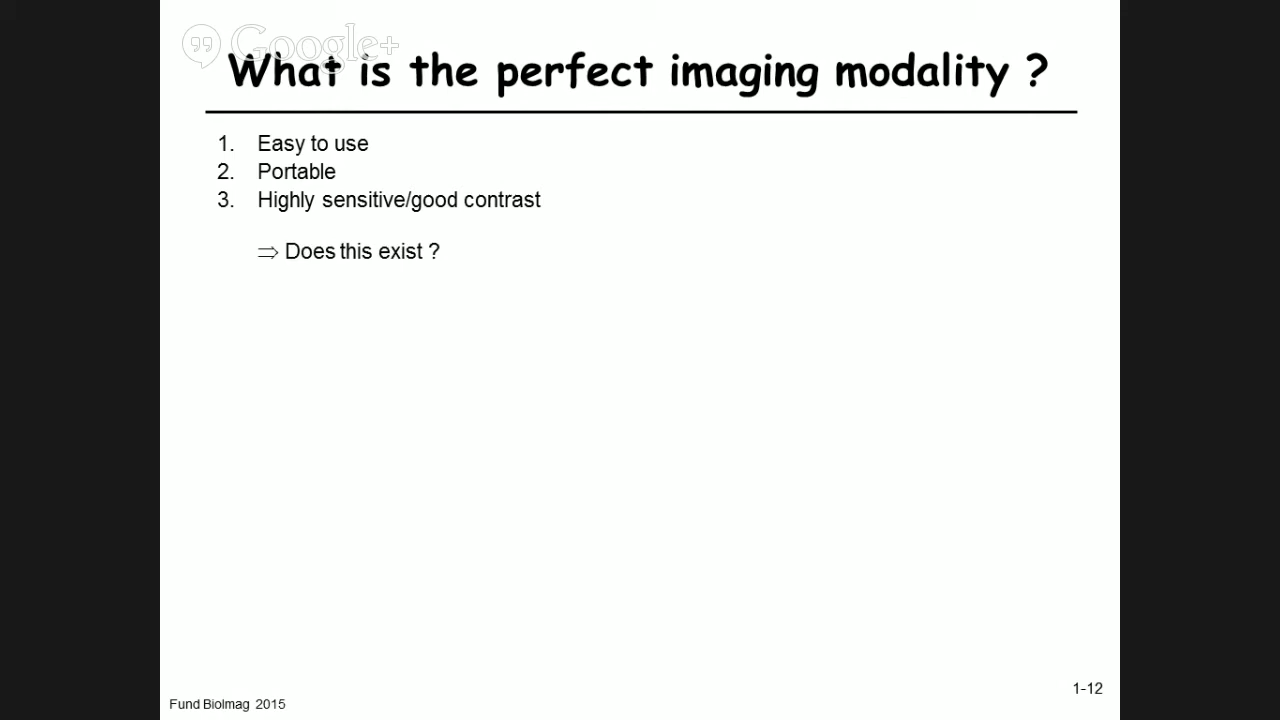 Google+
What is the perfect imaging modality ?
1. Easy to use
2. Portable
3. Highly sensitive/good contrast
⇒ Does this exist ?
1-12
Fund BioImag 2015